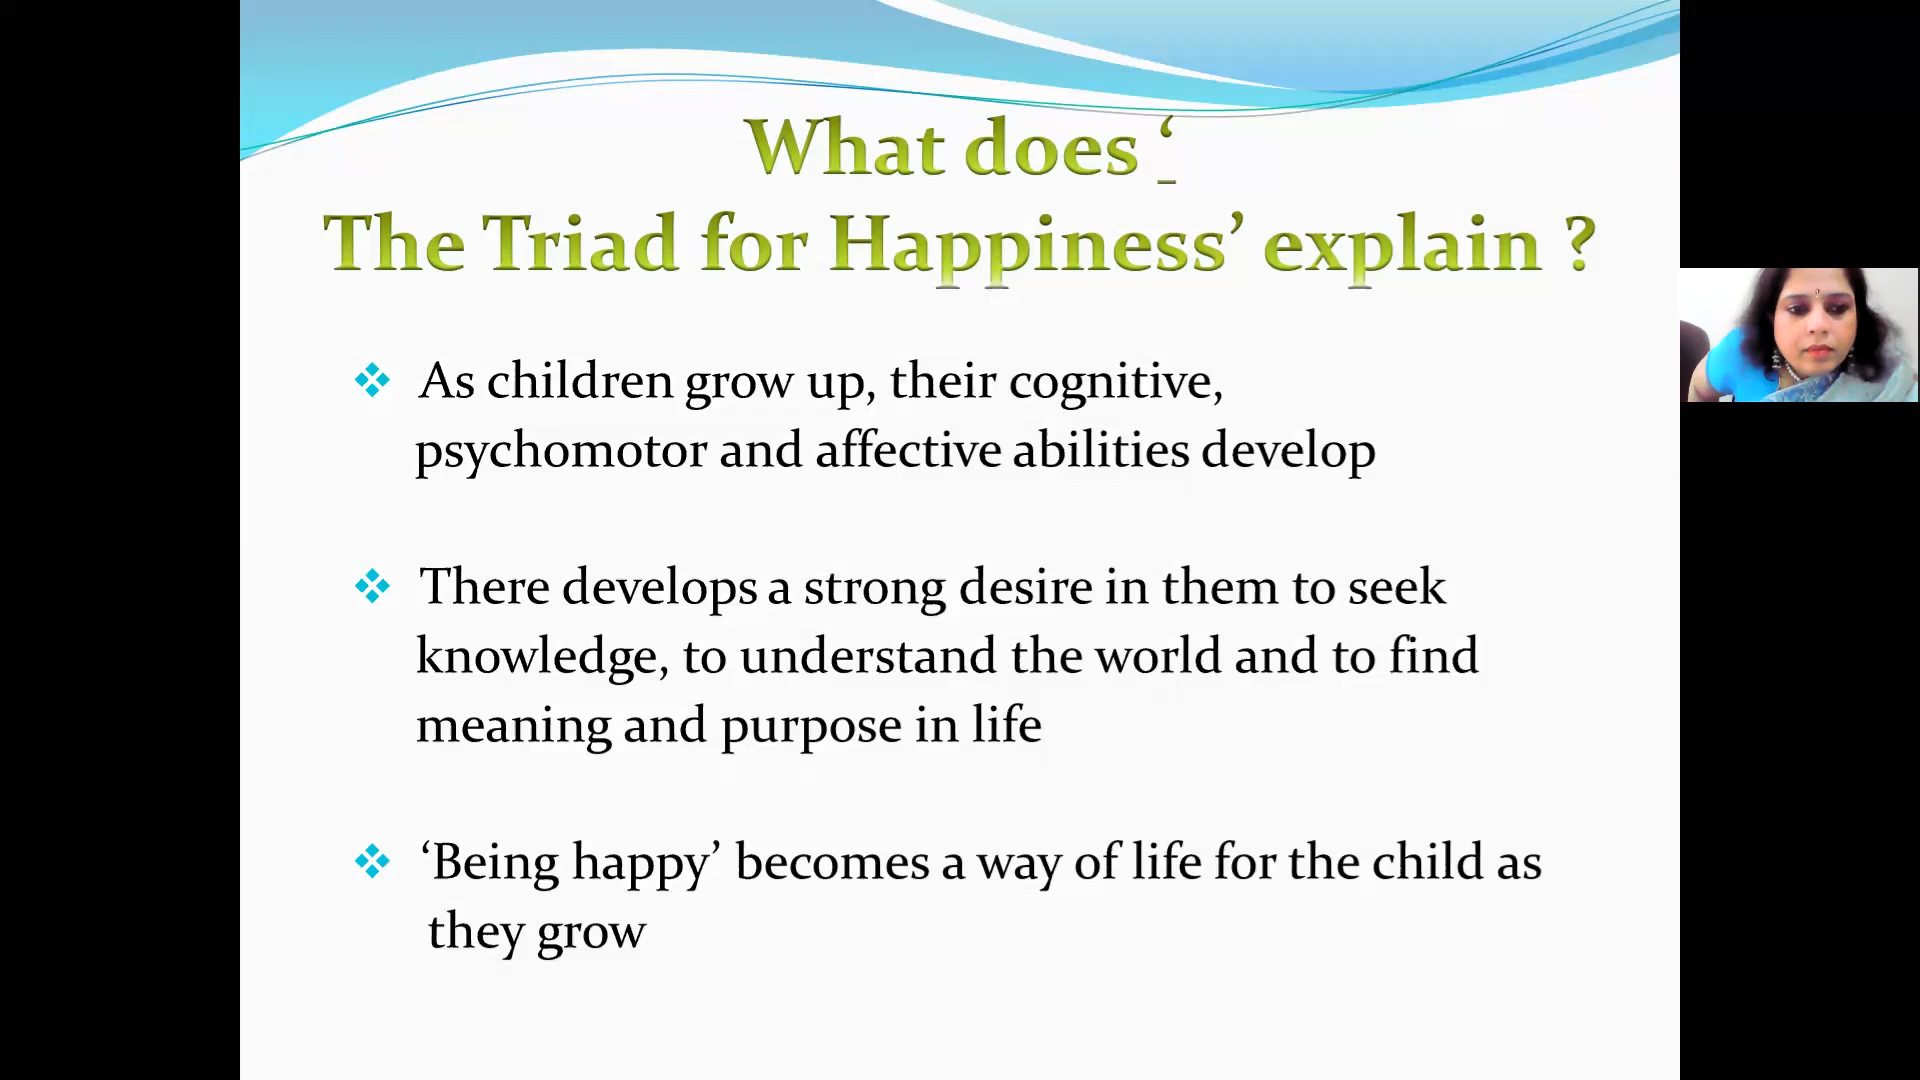 What does ‘
The Triad for Happiness’ explain ?
As children grow up, their cognitive,
psychomotor and affective abilities develop
There develops a strong desire in them to seek
knowledge, to understand the world and to find
meaning and purpose in life
‘Being happy’ becomes a way of life for the child as
they grow